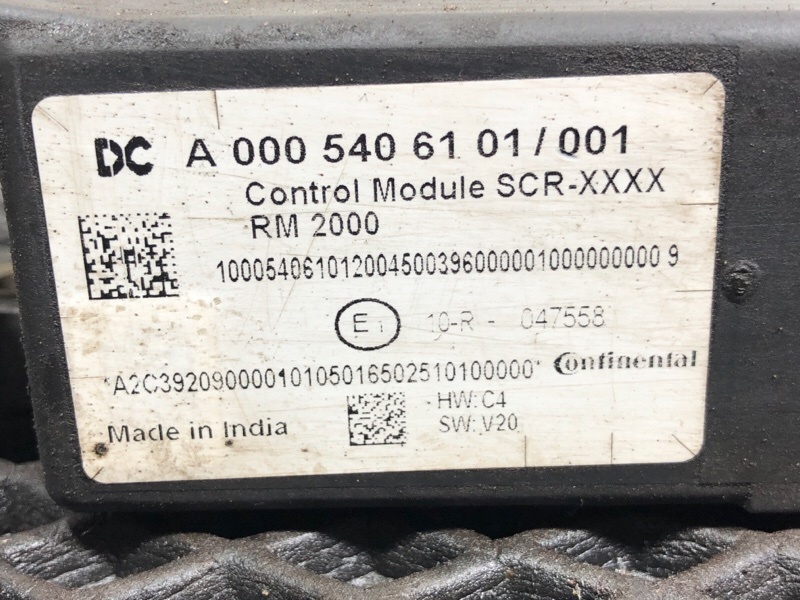 DC A 000 540 61 01/001
Control Module SCR-XXXX
RM 2000
10005406101200450039600000100000000 9
E1 10-R - 047558
*A2C39209000010105016502510100000* Continental
HW: C4
SW: V20
Made in India